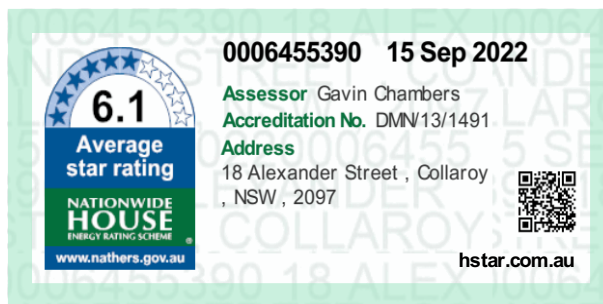 0006455390 15 Sep 2022
Assessor Gavin Chambers
Accreditation No. DMN/13/1491
Address
18 Alexander Street , Collaroy
, NSW , 2097
hstar.com.au
6.1
Average
star rating
NATIONWIDE
HOUSE
ENERGY RATING SCHEME ®
www.nathers.gov.au